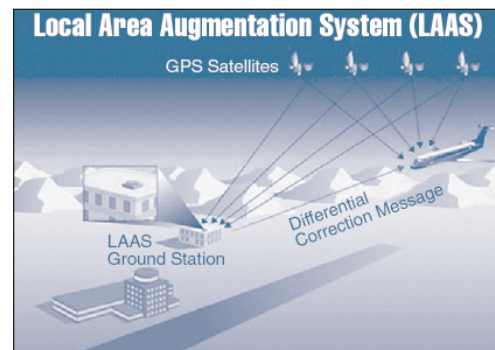 Local Area Augmentation System (LAAS)
GPS Satellites
Differential
Correction Message
LAAS
Ground Station